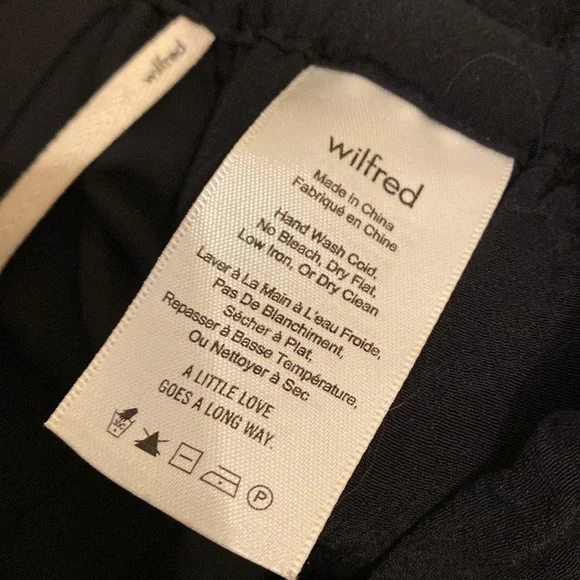 wilfred
wilfred
Made in China
Fabriqué en Chine
Hand Wash Cold,
No Bleach, Dry Flat,
Low Iron, Or Dry Clean
Laver à La Main à L'eau Froide,
Pas De Blanchiment,
Sécher à Plat,
Repasser à Basse Température,
Ou Nettoyer à Sec
A LITTLE LOVE
GOES A LONG WAY.
P